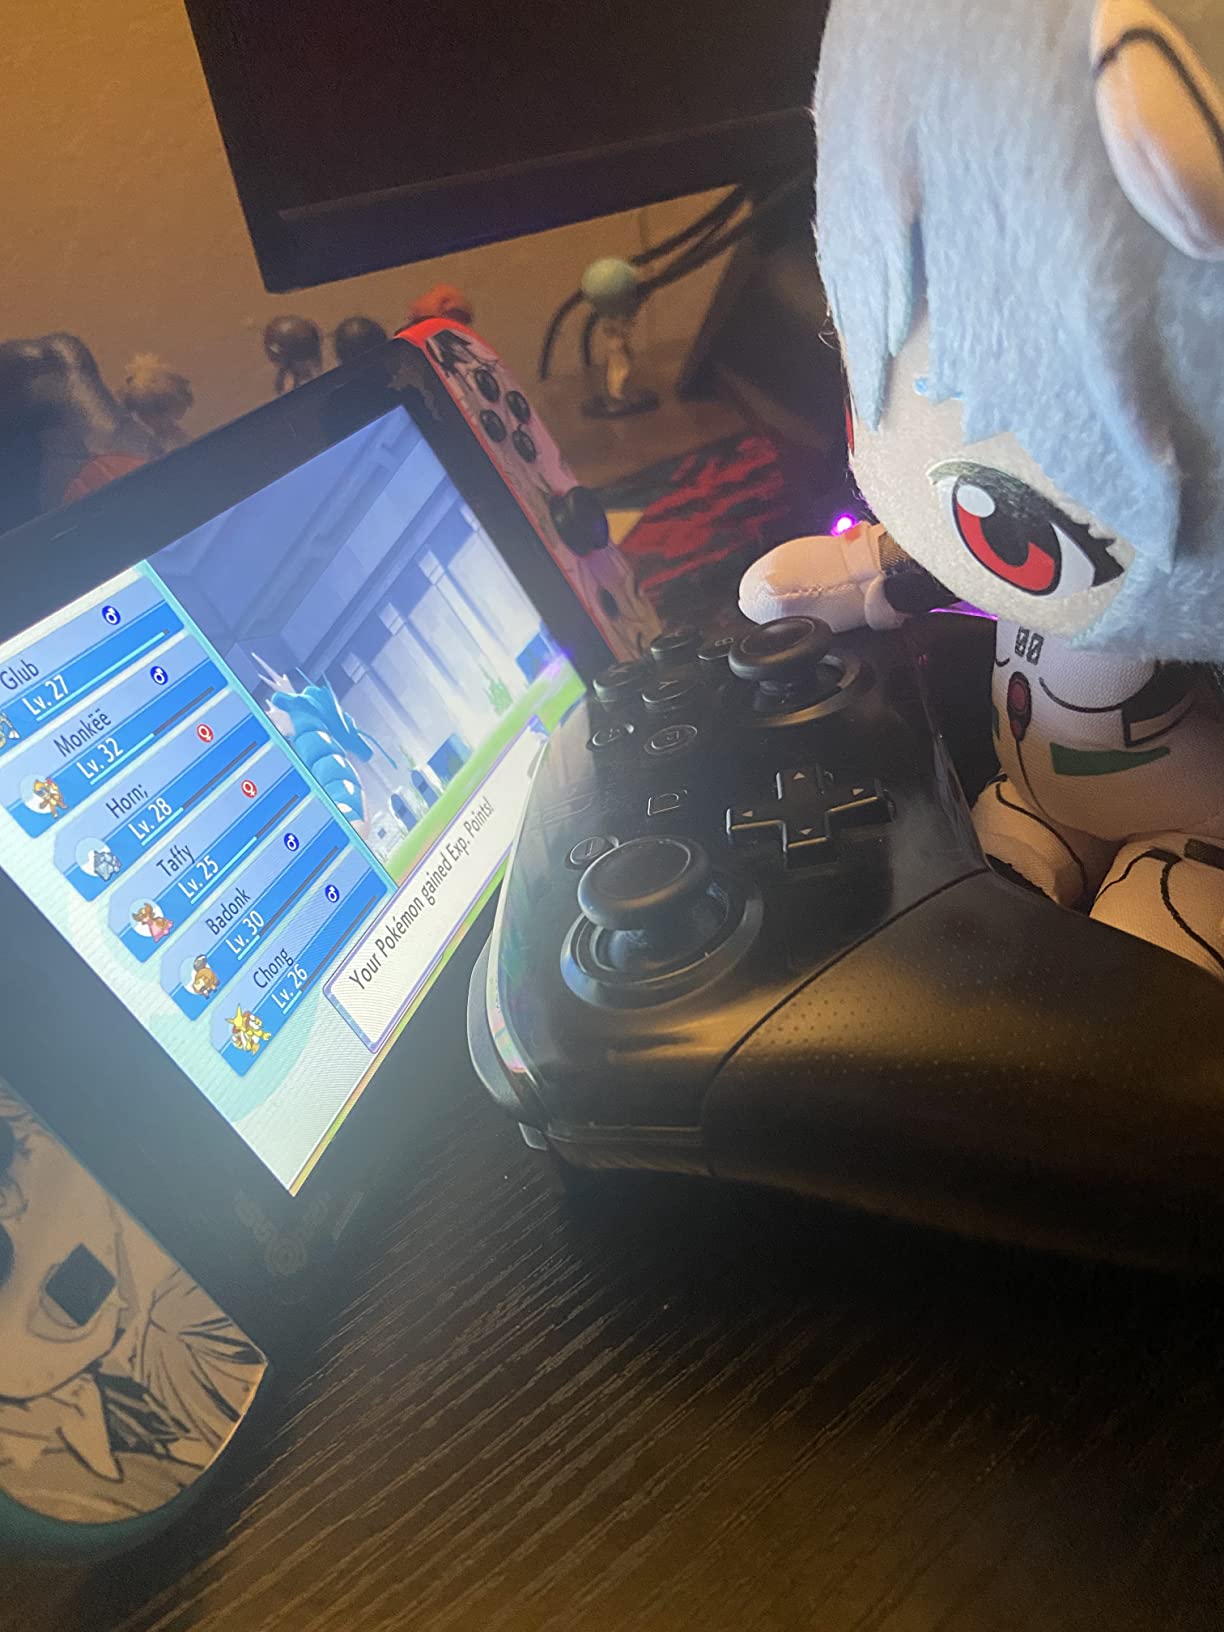 Glub
Lv. 27
Monkëë
Lv. 32
Horn;
Lv. 28
Taffy
Lv. 25
Badonk
Lv. 30
Chong
Lv. 26
Your Pokémon gained Exp. Points!
00